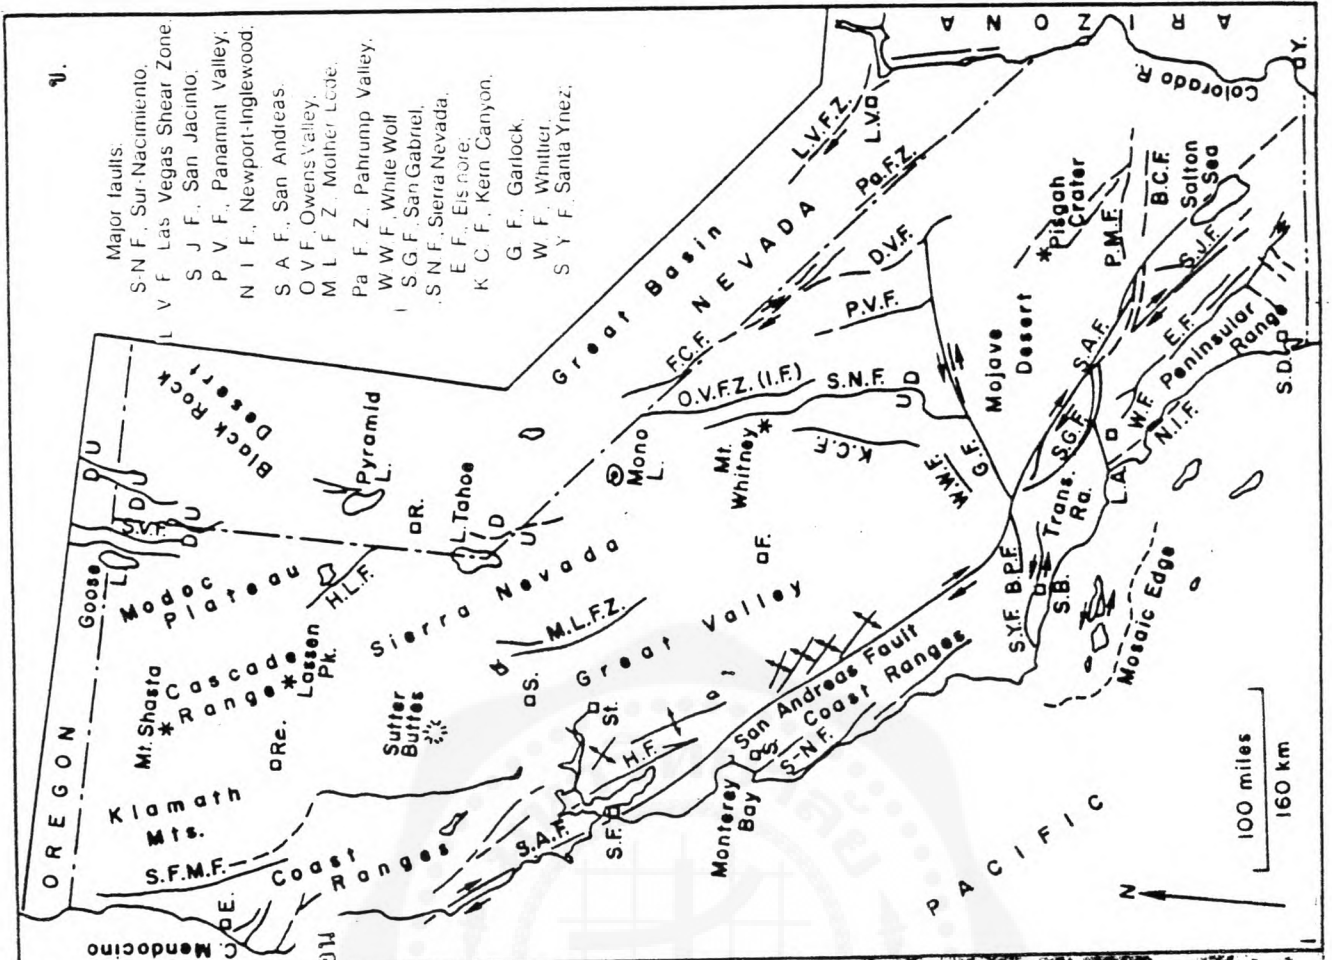 ข.
Major faults:
S-N F., Sur-Nacimiento,
L V F Las Vegas Shear Zone
S J F., San Jacinto,
P V F., Panamint Valley;
N I F., Newport-Inglewood;
S A F., San Andreas.
O V F, Owens Valley.
M L F Z, Mother Lode.
Pa F. Z., Pahrump Valley.
W W F, White Wolf
S.G.F. San Gabriel,
S N F, Sierra Nevada.
E F., Elsinore;
K C F, Kern Canyon.
G F., Garlock.
W. F, Whittier.
S Y F, Santa Ynez;
OREGON
Goose
L.
S.V.F.
D U
D U
D U
Black Rock
Desert
Modoc
Plateau
Pyramid
L.
Mt. Shasta
Cascade
Range
Lassen
Pk.
H.L.F.
R.
L. Tahoe
U D
Klamath
Mts.
Re.
Sutter
Buttes
Sierra Nevada
Great Basin
NEVADA
S.F.M.F.
Coast
Ranges
E.
C. Mendocino
S.
M.L.F.Z.
Great Valley
Mono
L.
F.C.F.
O.V.F.Z. (I.F.)
S.N.F.
U D
L.V.F.Z.
L.V.
Pa.F.Z.
D.V.F.
P.V.F.
ARIZONA
Colorado R.
Y.
St.
H.F.
S.A.F.
S.F.
Monterey
Bay
S.
S-N F.
San Andreas Fault
Coast Ranges
F.
Mt.
Whitney
K.C.F.
W.W.F.
G.F.
Mojave
Desert
Pisgah
Crater
P.M.F.
B.C.F.
Salton
Sea
S.A.F.
S.J.F.
S.G.F.
E.F.
Peninsular
Range
W.F.
N.I.F.
L.A.
S.D.
Trans.
Ra.
B.P.F.
S.Y.F.
S.B.
Mosaic Edge
PACIFIC
100 miles
160 km
N